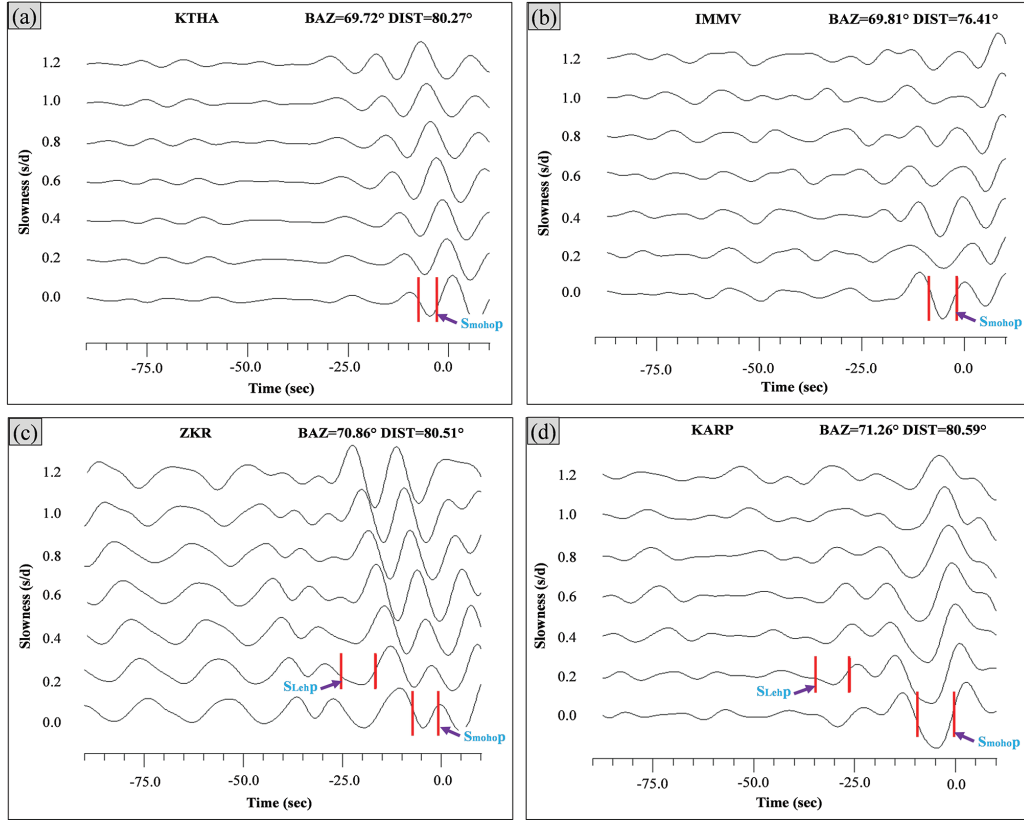 (a)
KTHA BAZ=69.72° DIST=80.27°
1.2
1.0
0.8
0.6
0.4
0.2
0.0
Slowness (s/d)
Smohop
-75.0 -50.0 -25.0 0.0
Time (sec)
(b)
IMMV BAZ=69.81° DIST=76.41°
1.2
1.0
0.8
0.6
0.4
0.2
0.0
Slowness (s/d)
Smohop
-75.0 -50.0 -25.0 0.0
Time (sec)
(c)
ZKR BAZ=70.86° DIST=80.51°
1.2
1.0
0.8
0.6
0.4
0.2
0.0
Slowness (s/d)
SLehp
Smohop
-75.0 -50.0 -25.0 0.0
Time (sec)
(d)
KARP BAZ=71.26° DIST=80.59°
1.2
1.0
0.8
0.6
0.4
0.2
0.0
Slowness (s/d)
SLehp
Smohop
-75.0 -50.0 -25.0 0.0
Time (sec)